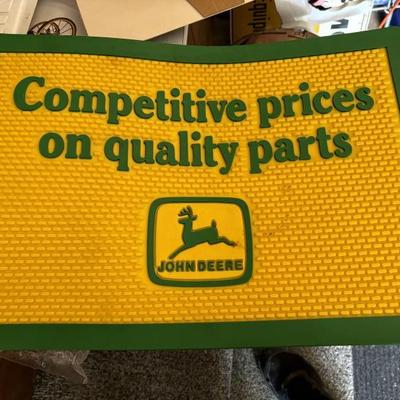 Competitive prices
on quality parts
JOHN DEERE